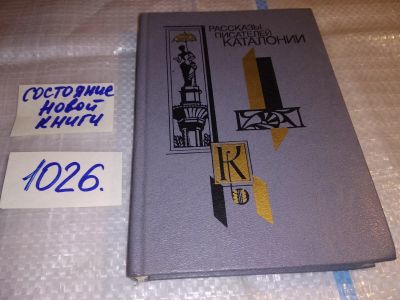 РАССКАЗЫ
ПИСАТЕЛЕЙ
КАТАЛОНИИ
состояние
новой
книги
1026.